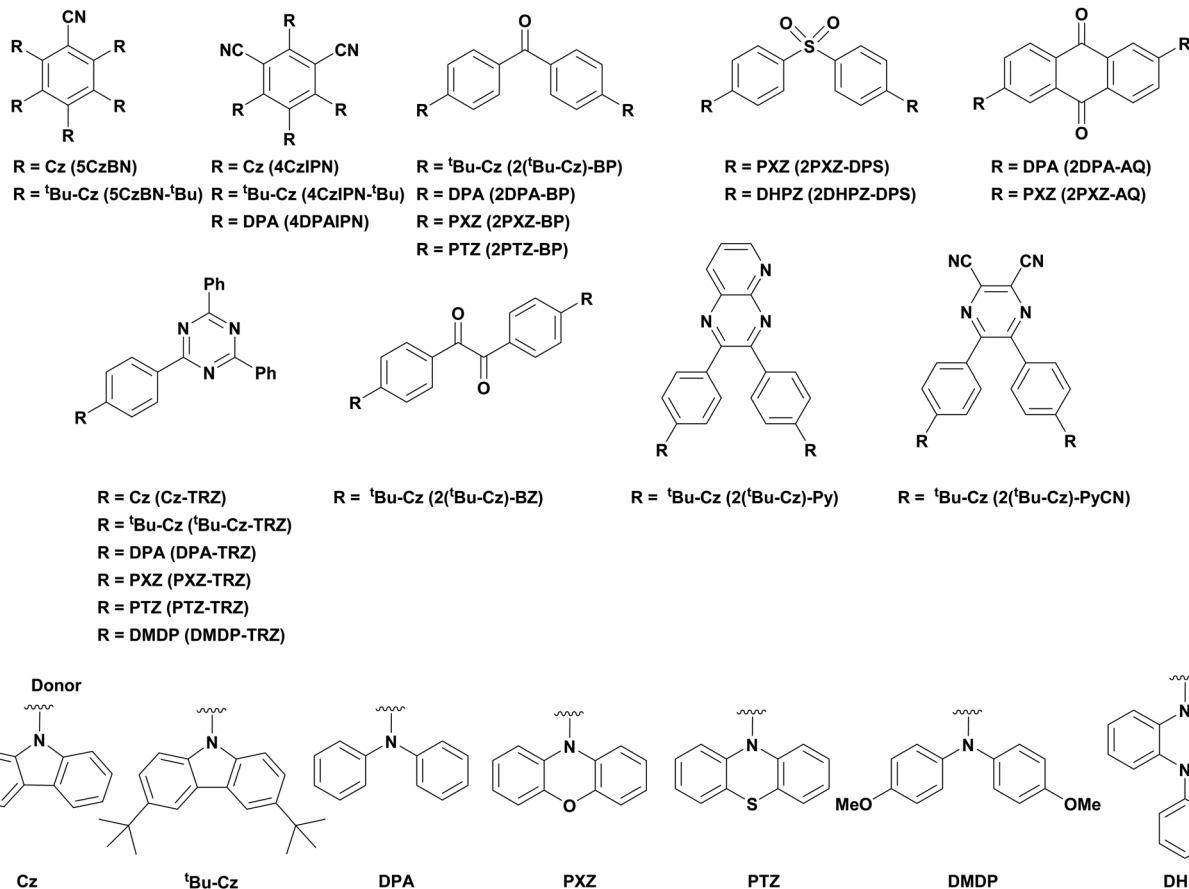 CN
R R
R R
R
R
NC CN
R R
R
O
R R
O O
S
R R
O
R
R
O
R = Cz (5CzBN)
R = ᵗBu-Cz (5CzBN-ᵗBu)
R = Cz (4CzIPN)
R = ᵗBu-Cz (4CzIPN-ᵗBu)
R = DPA (4DPAIPN)
R = ᵗBu-Cz (2(ᵗBu-Cz)-BP)
R = DPA (2DPA-BP)
R = PXZ (2PXZ-BP)
R = PTZ (2PTZ-BP)
R = PXZ (2PXZ-DPS)
R = DHPZ (2DHPZ-DPS)
R = DPA (2DPA-AQ)
R = PXZ (2PXZ-AQ)
Ph
N N
N Ph
R
R
O
O
R
N
N N
R R
NC CN
N N
R R
R = Cz (Cz-TRZ)
R = ᵗBu-Cz (ᵗBu-Cz-TRZ)
R = DPA (DPA-TRZ)
R = PXZ (PXZ-TRZ)
R = PTZ (PTZ-TRZ)
R = DMDP (DMDP-TRZ)
R = ᵗBu-Cz (2(ᵗBu-Cz)-BZ)
R = ᵗBu-Cz (2(ᵗBu-Cz)-Py)
R = ᵗBu-Cz (2(ᵗBu-Cz)-PyCN)
Donor
N
Cz
N
ᵗBu-Cz
N
DPA
N
O
PXZ
N
S
PTZ
N
MeO OMe
DMDP
N
N
DH